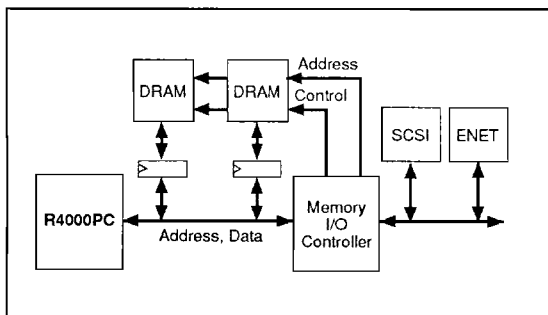 Address
DRAM
DRAM
Control
SCSI
ENET
R4000PC
Address, Data
Memory
I/O
Controller